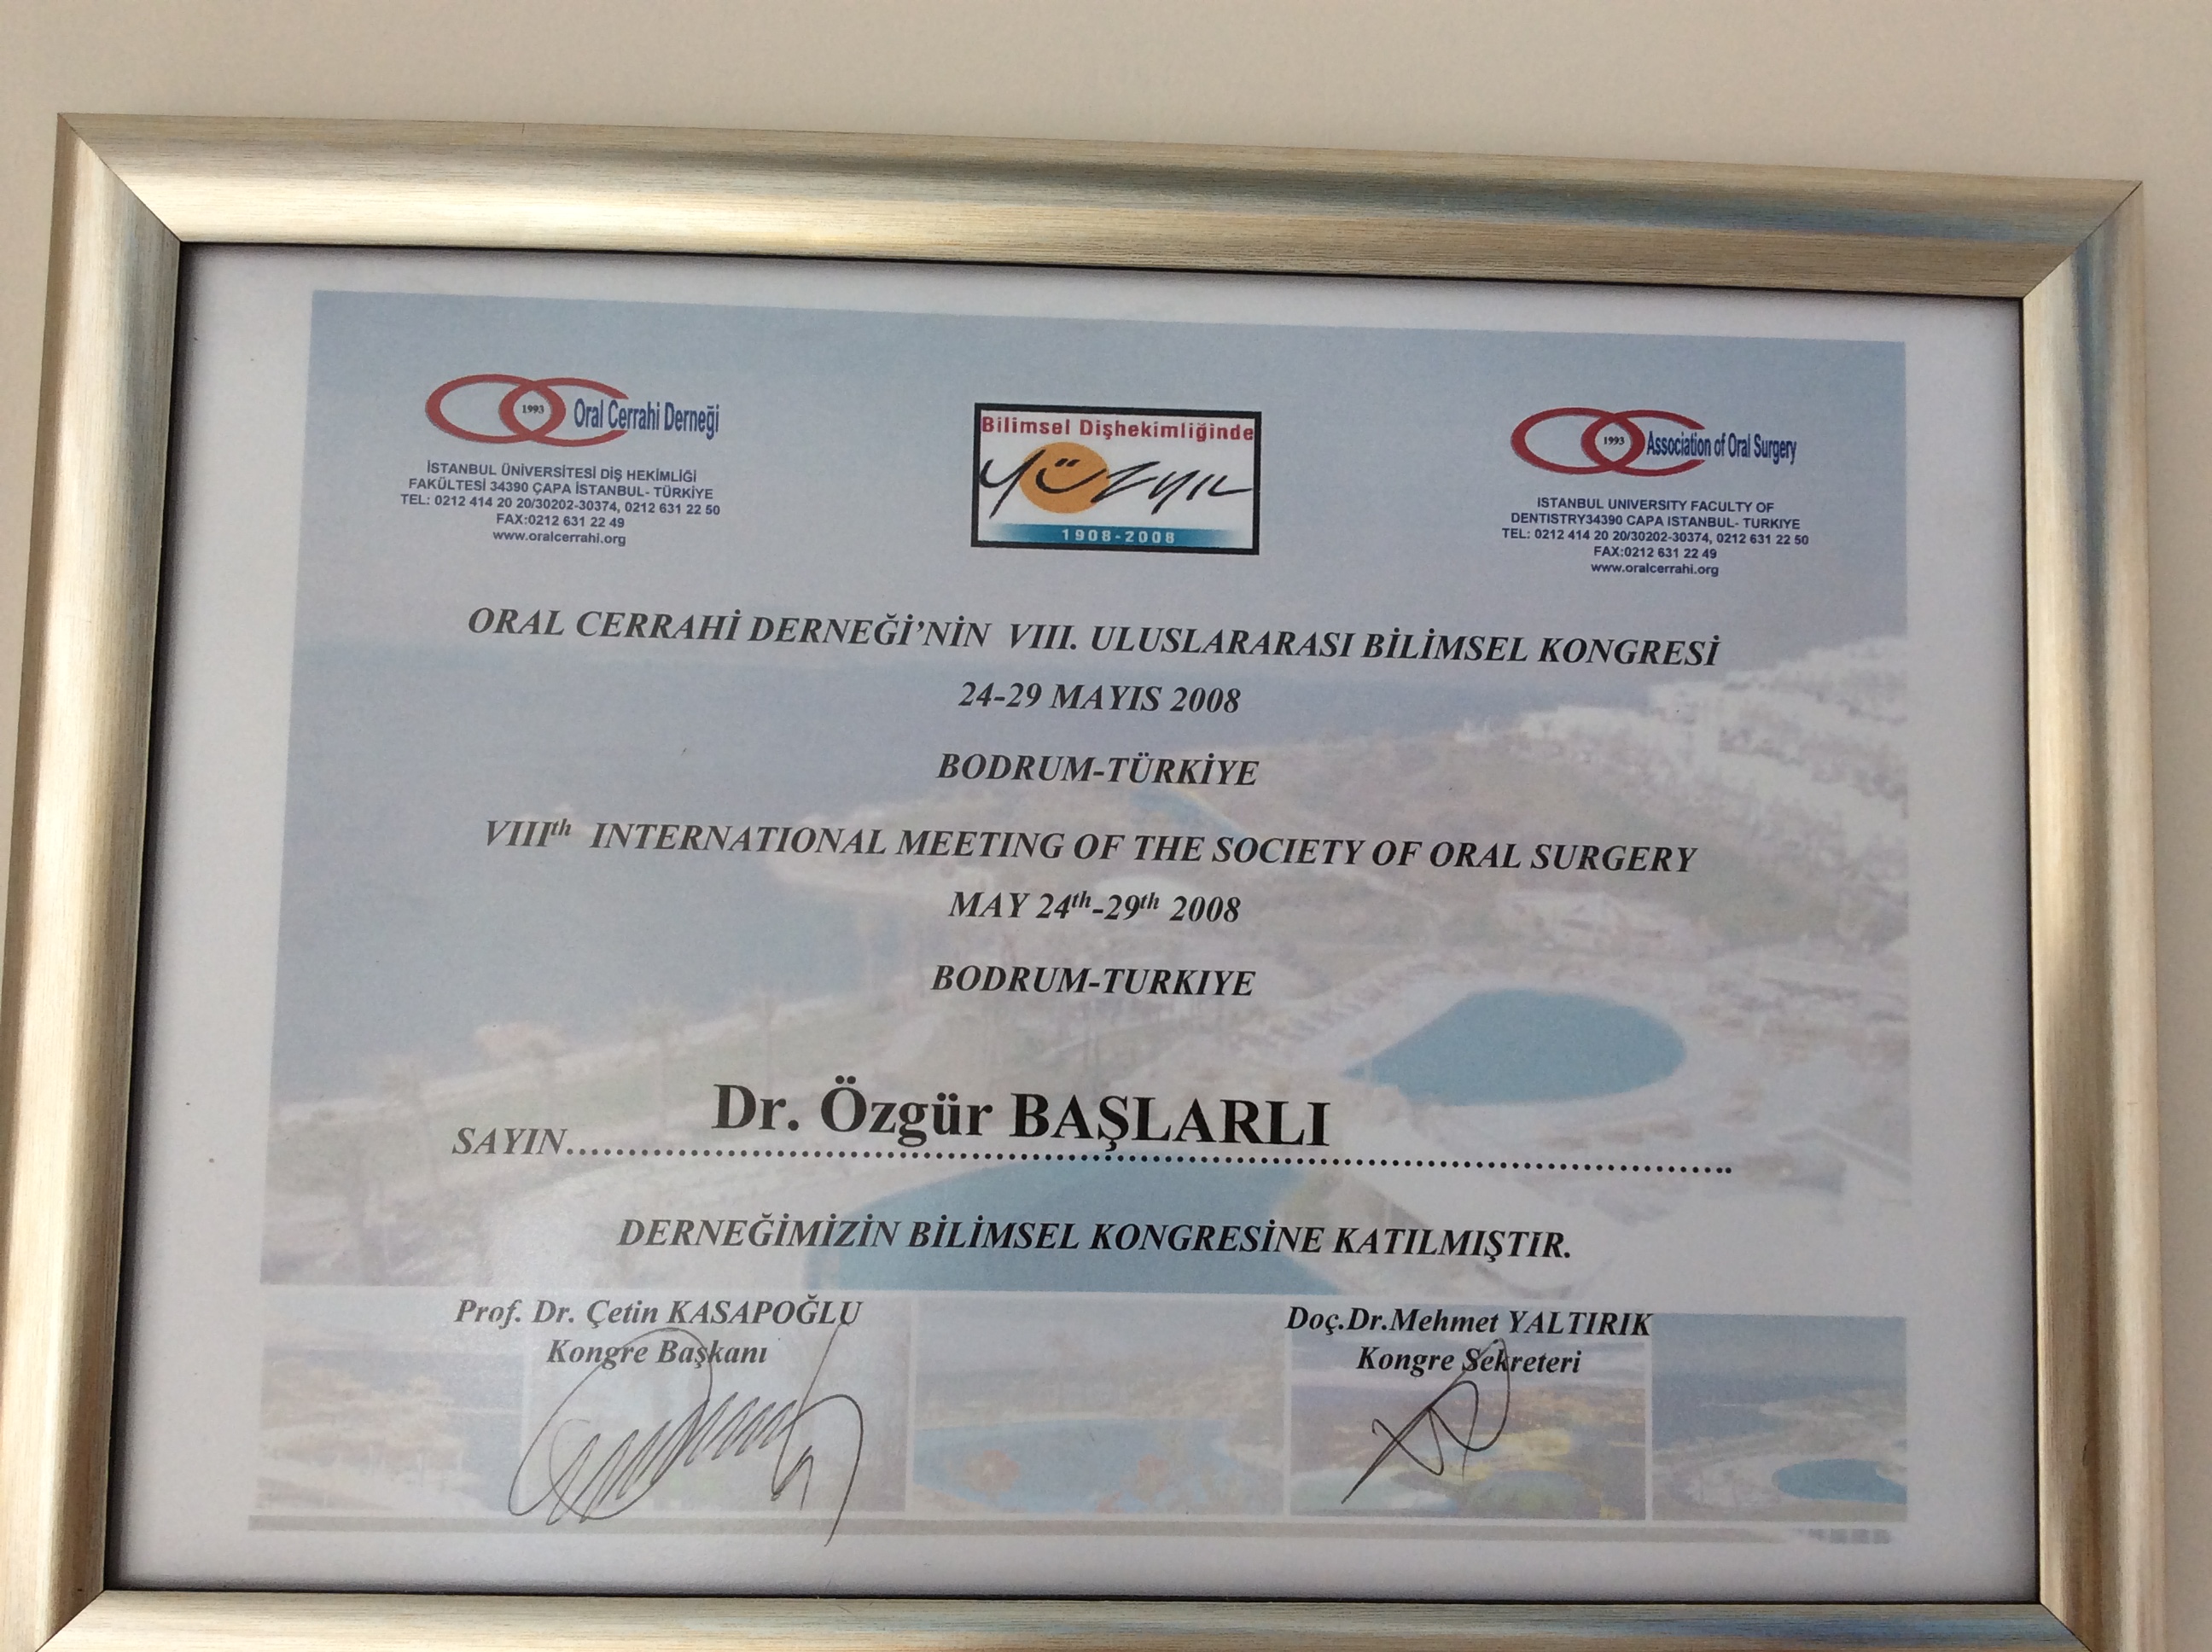 1993 Oral Cerrahi Derneği
İSTANBUL ÜNİVERSİTESİ DİŞ HEKİMLİĞİ
FAKÜLTESİ 34390 ÇAPA İSTANBUL- TÜRKİYE
TEL: 0212 414 20 20/30202-30374, 0212 631 22 50
FAX:0212 631 22 49
www.oralcerrahi.org
Bilimsel Dişhekimliğinde
yüzyıl
1908-2008
1993 Association of Oral Surgery
ISTANBUL UNIVERSITY FACULTY OF
DENTISTRY34390 CAPA ISTANBUL- TURKIYE
TEL: 0212 414 20 20/30202-30374, 0212 631 22 50
FAX:0212 631 22 49
www.oralcerrahi.org
ORAL CERRAHİ DERNEĞİ’NİN VIII. ULUSLARARASI BİLİMSEL KONGRESİ
24-29 MAYIS 2008
BODRUM-TÜRKİYE
VIIIth INTERNATIONAL MEETING OF THE SOCIETY OF ORAL SURGERY
MAY 24th-29th 2008
BODRUM-TURKIYE
Dr. Özgür BAŞLARLI
SAYIN..........
DERNEĞİMİZİN BİLİMSEL KONGRESİNE KATILMIŞTIR.
Prof. Dr. Çetin KASAPOĞLU
Kongre Başkanı
Doç.Dr.Mehmet YALTIRIK
Kongre Sekreteri